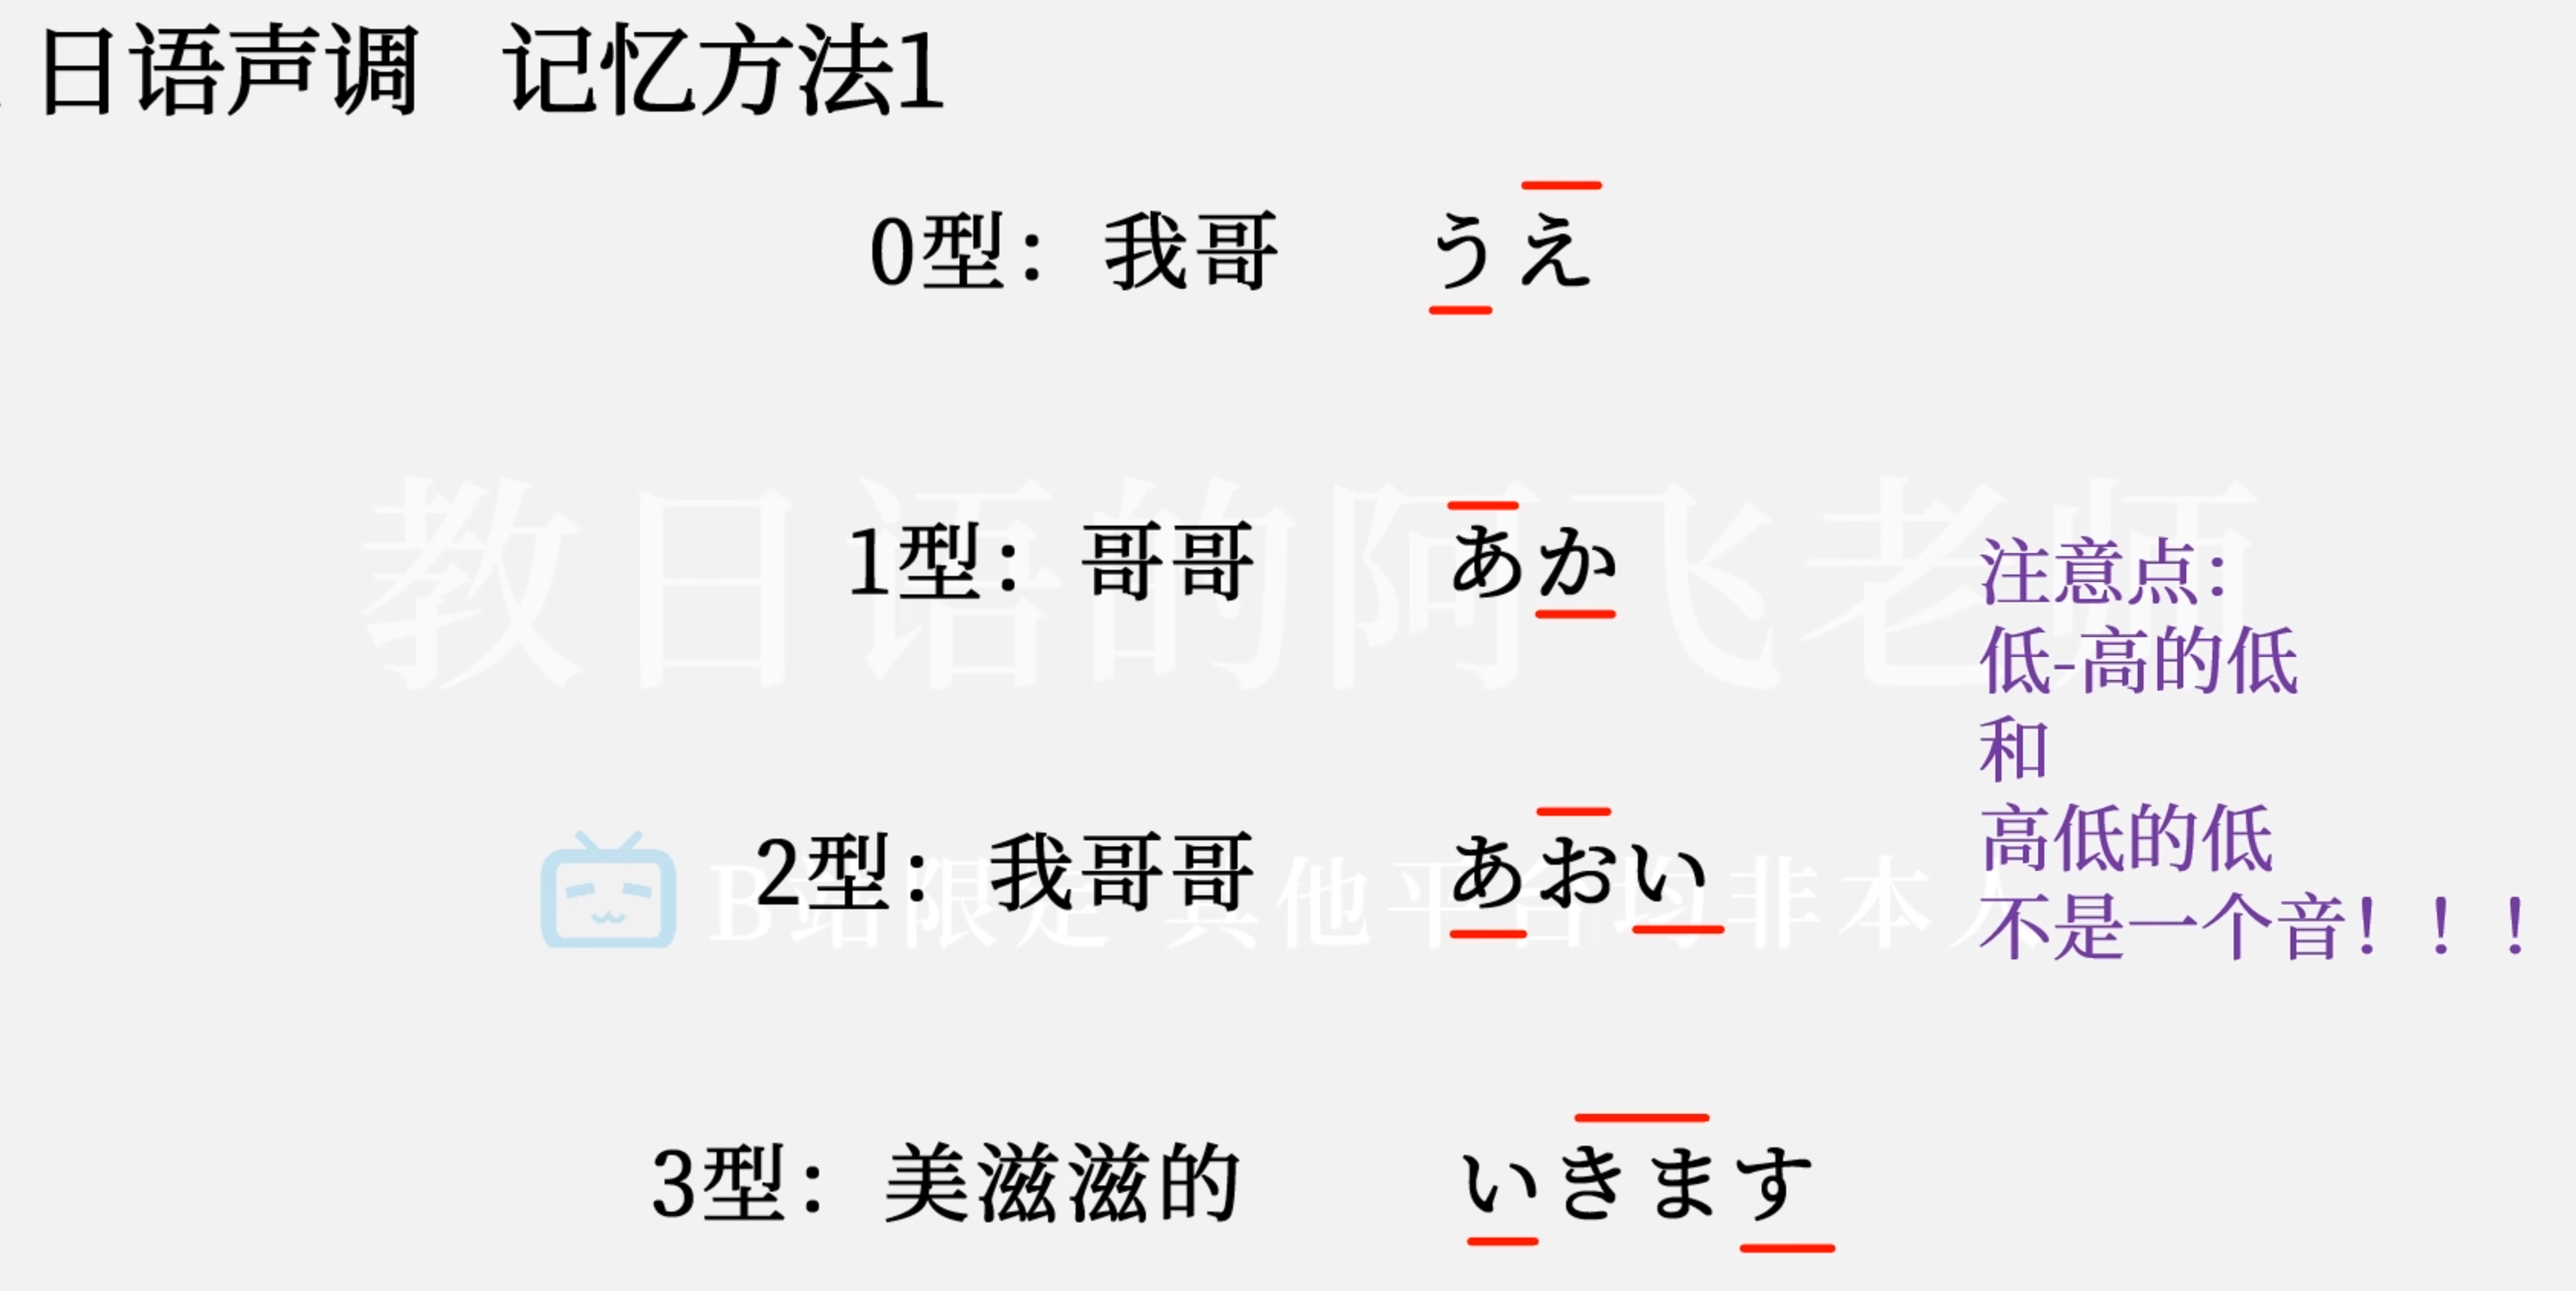 日语声调 记忆方法1
0型：我哥 うえ
教日语的阿飞老师
1型：哥哥 あか
注意点：
低-高的低
和
高低的低
不是一个音！！！
2型：我哥哥 あおい
B站限定 其他平台均非本人
3型：美滋滋的 いきます